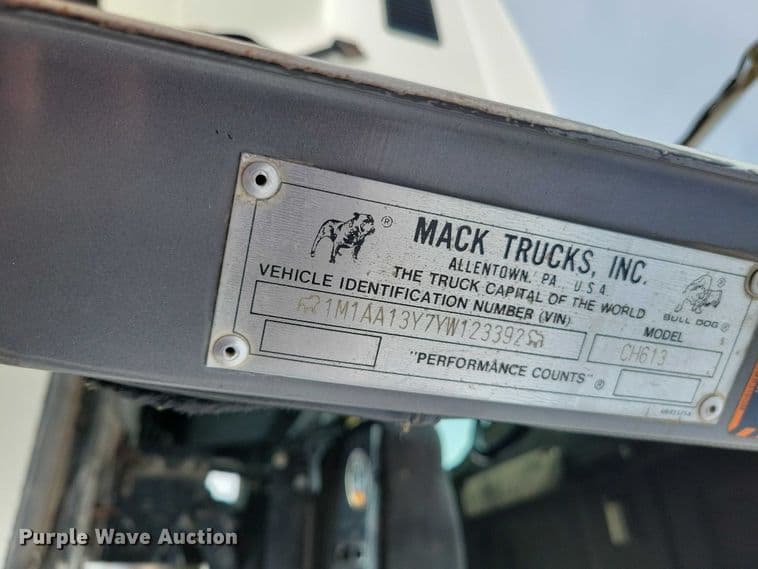 MACK TRUCKS, INC.
ALLENTOWN, PA., U.S.A.
THE TRUCK CAPITAL OF THE WORLD
VEHICLE IDENTIFICATION NUMBER (VIN)
1M1AA13Y7YW123392
MODEL
CH613
BULL DOG®
"PERFORMANCE COUNTS"®
Purple Wave Auction